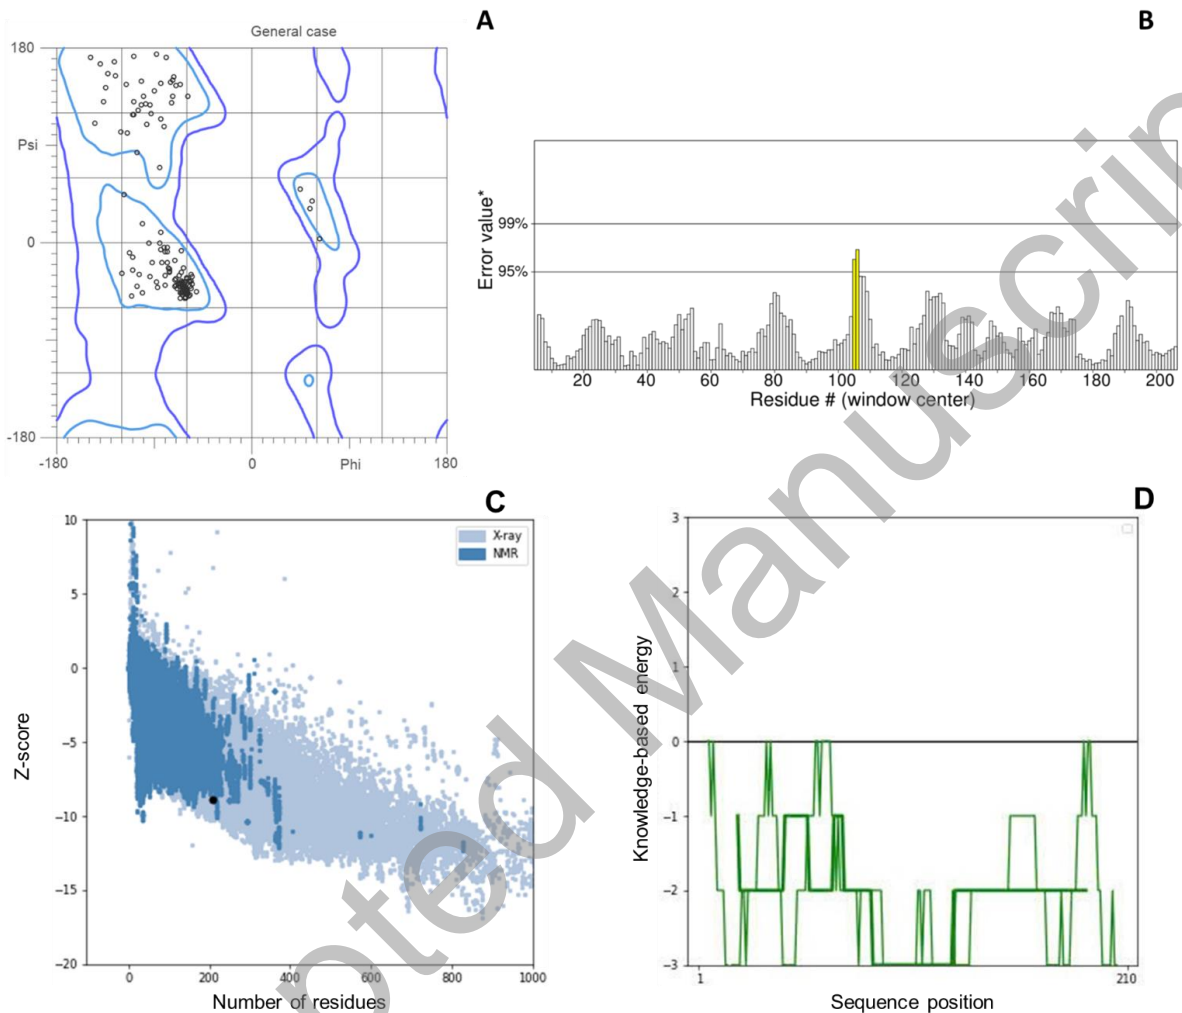 A
General case
180
Psi
0
-180
-180
0
Phi
180
B
Error value*
99%
95%
20
40
60
80
100
120
140
160
180
200
Residue # (window center)
C
X-ray
NMR
Z-score
10
5
0
−5
−10
−15
−20
0
200
400
600
800
1000
Number of residues
D
Knowledge-based energy
3
2
1
0
−1
−2
−3
1
210
Sequence position
pted Manuscrip